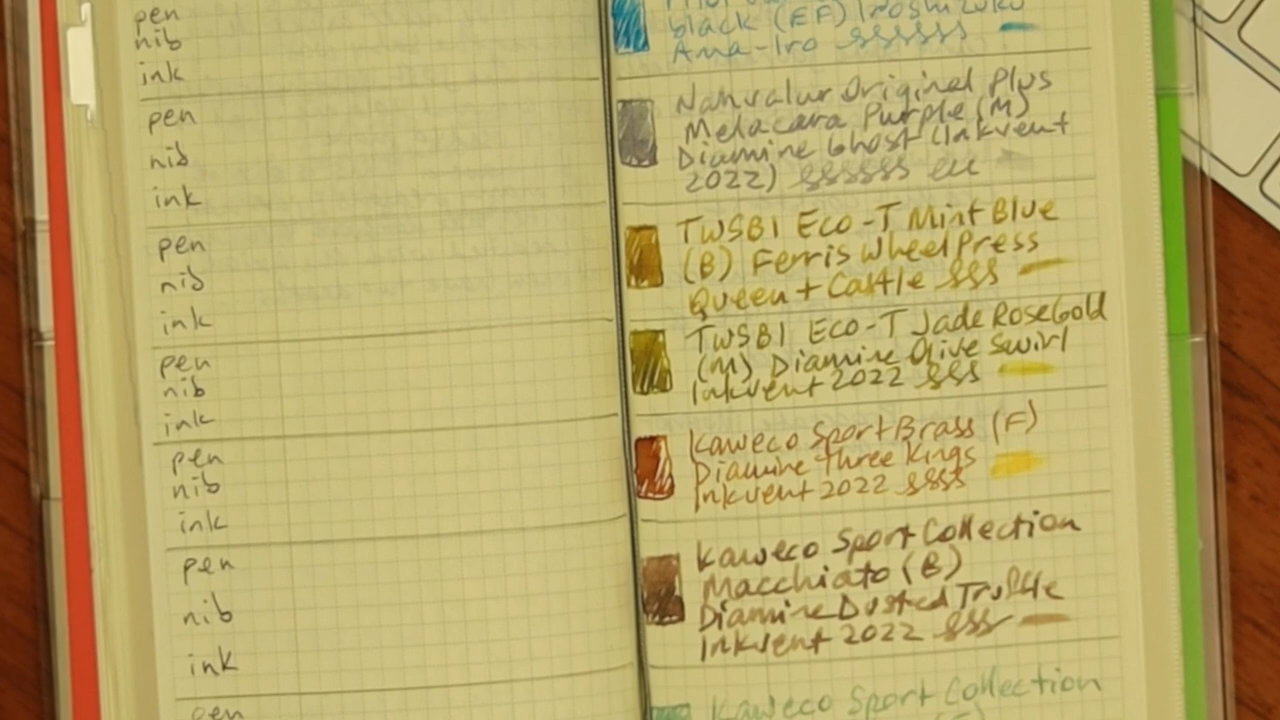 pen
nib
ink
pen
nib
ink
pen
nib
ink
pen
nib
ink
pen
nib
ink
pen
nib
ink
pen
black (EF) Iroshizuku
Ama-Iro
Nahvalur Original Plus
Melacara Purple (M)
Diamine Ghost (Inkvent
2022)
TWSBI Eco-T Mint Blue
(B) Ferris Wheel Press
Queen + Castle
TWSBI Eco-T Jade RoseGold
(M) Diamine Olive Swirl
Inkvent 2022
Kaweco Sport Brass (F)
Diamine Three Kings
Inkvent 2022
Kaweco Sport Collection
Macchiato (B)
Diamine Dusted Truffle
Inkvent 2022
Kaweco Sport Collection